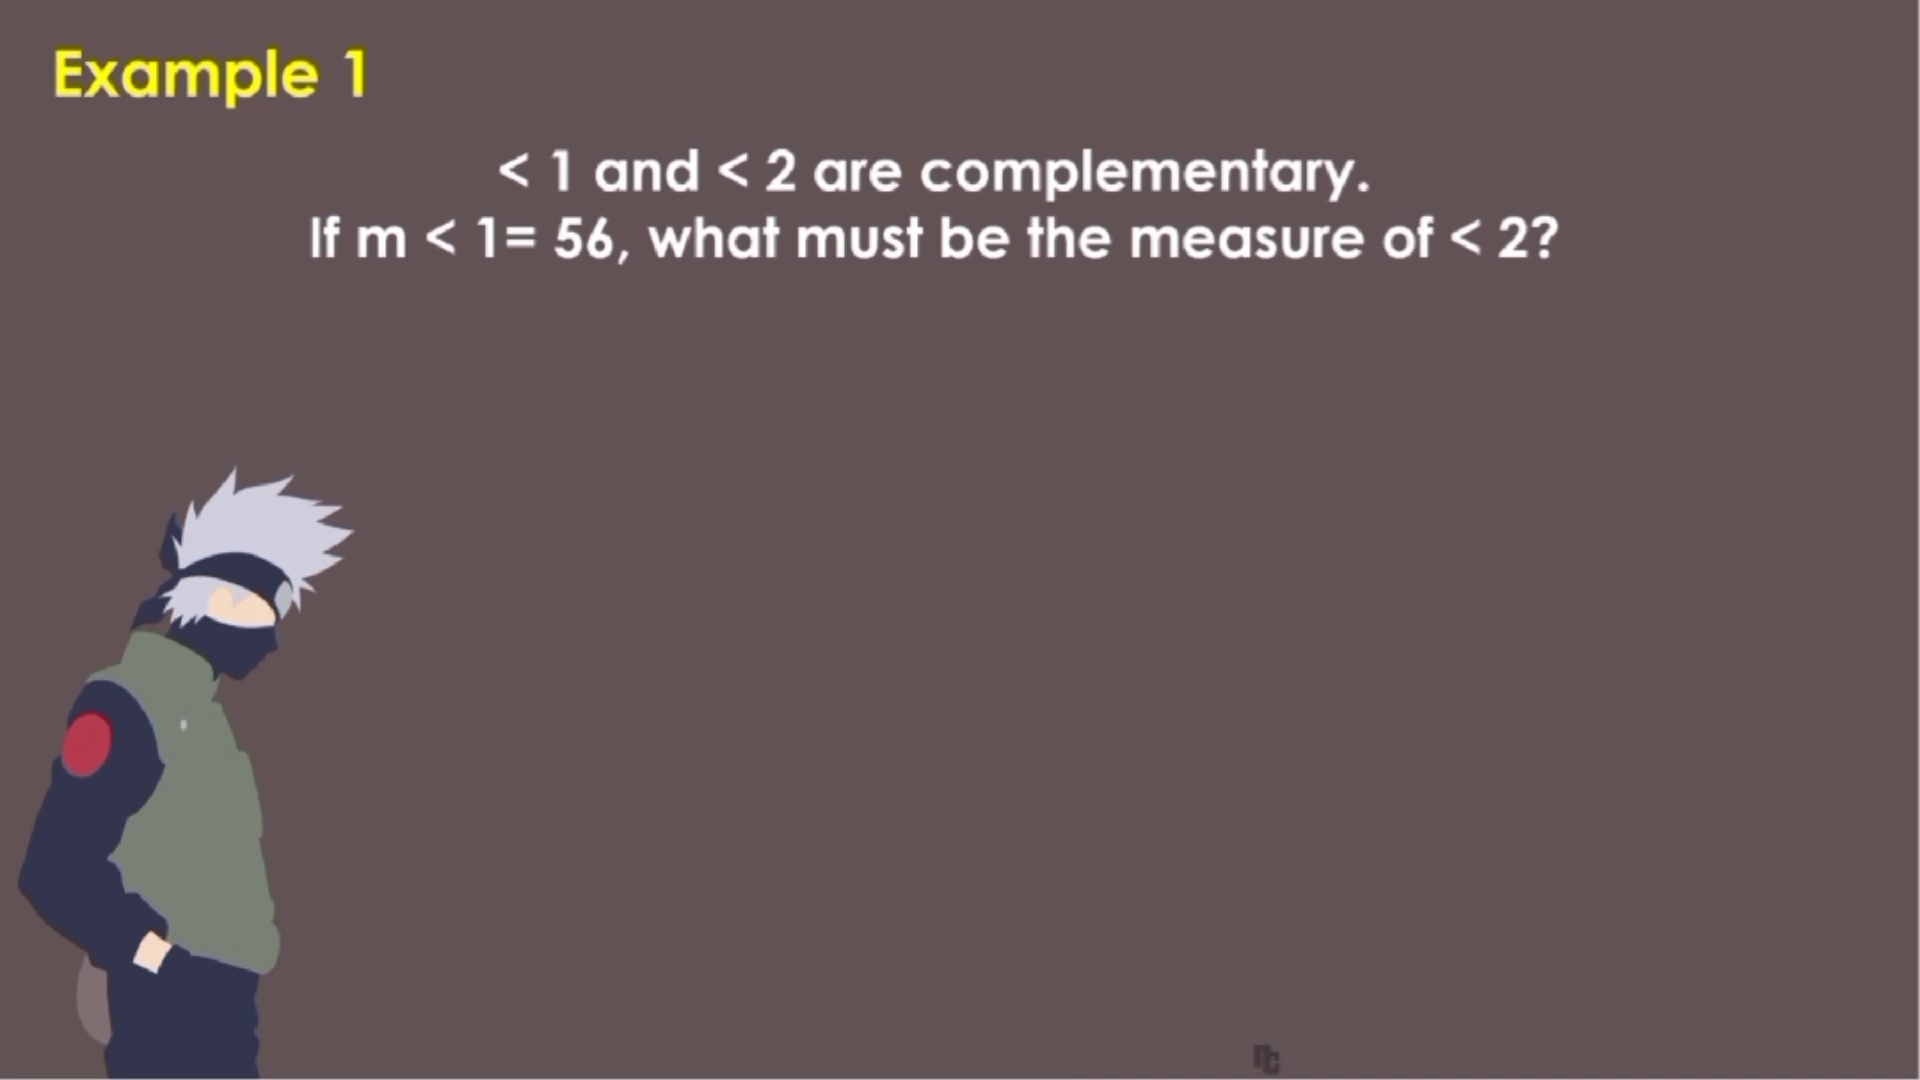 Example 1
< 1 and < 2 are complementary.
If m < 1= 56, what must be the measure of < 2?